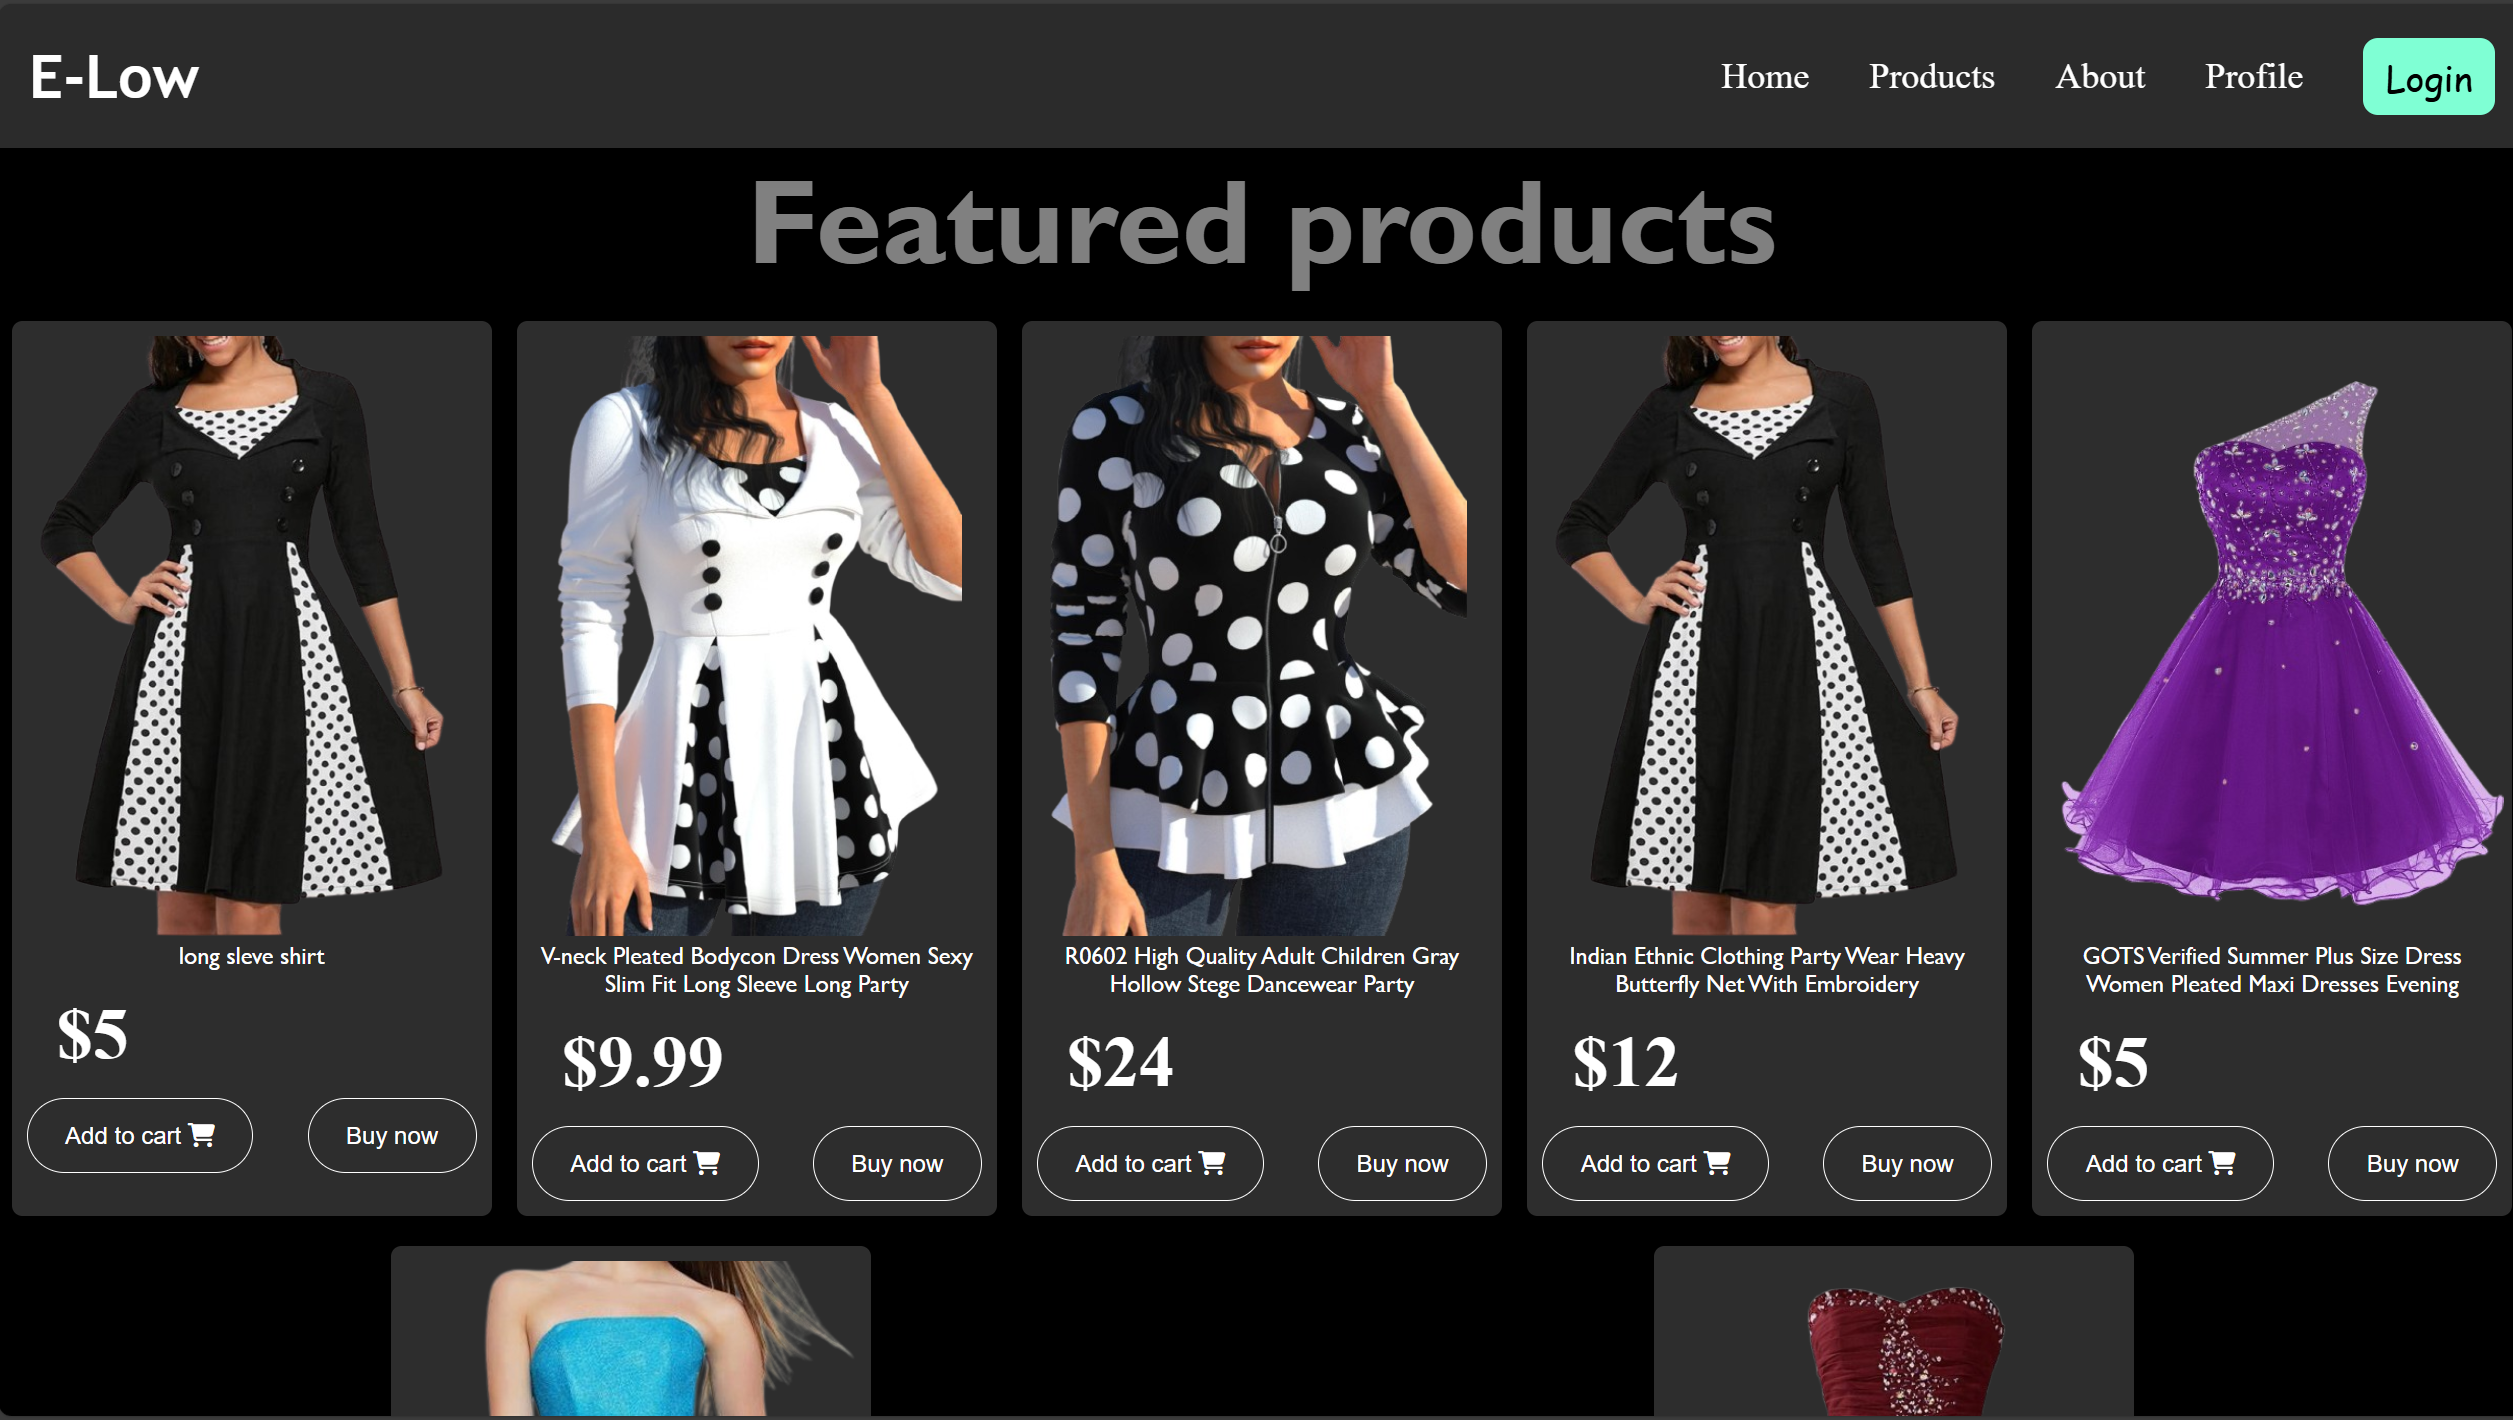 E-Low
Home Products About Profile Login
Featured products
long sleve shirt
$5
Add to cart Buy now
V-neck Pleated Bodycon Dress Women Sexy
Slim Fit Long Sleeve Long Party
$9.99
Add to cart Buy now
R0602 High Quality Adult Children Gray
Hollow Stege Dancewear Party
$24
Add to cart Buy now
Indian Ethnic Clothing Party Wear Heavy
Butterfly Net With Embroidery
$12
Add to cart Buy now
GOTS Verified Summer Plus Size Dress
Women Pleated Maxi Dresses Evening
$5
Add to cart Buy now